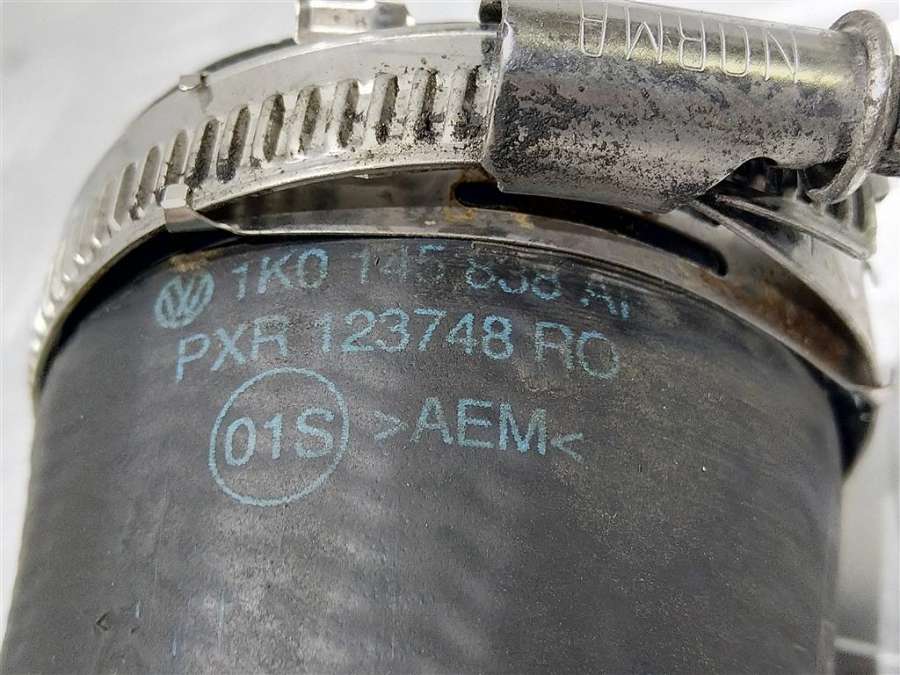 NORMA
1K0 145 838
PXR 123748 RO
01S >AEM<